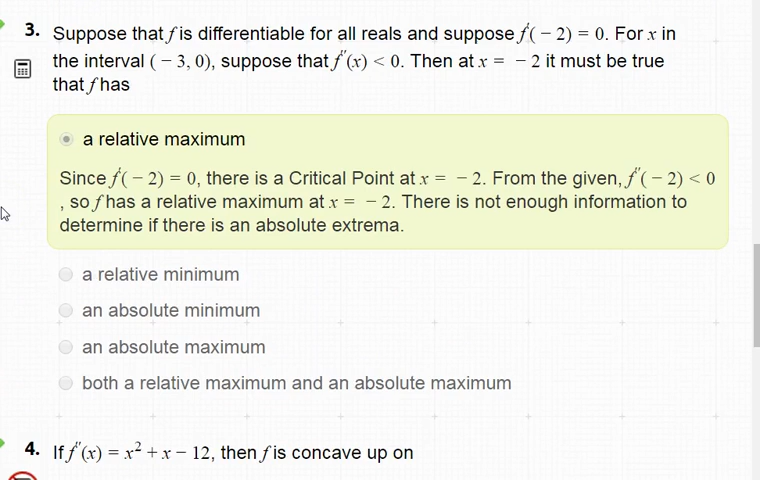 3. Suppose that f is differentiable for all reals and suppose f′(−2) = 0. For x in
the interval (−3, 0), suppose that f″(x) < 0. Then at x = −2 it must be true
that f has
a relative maximum
Since f′(−2) = 0, there is a Critical Point at x = −2. From the given, f″(−2) < 0
, so f has a relative maximum at x = −2. There is not enough information to
determine if there is an absolute extrema.
a relative minimum
an absolute minimum
an absolute maximum
both a relative maximum and an absolute maximum
4. If f″(x) = x² + x − 12, then f is concave up on